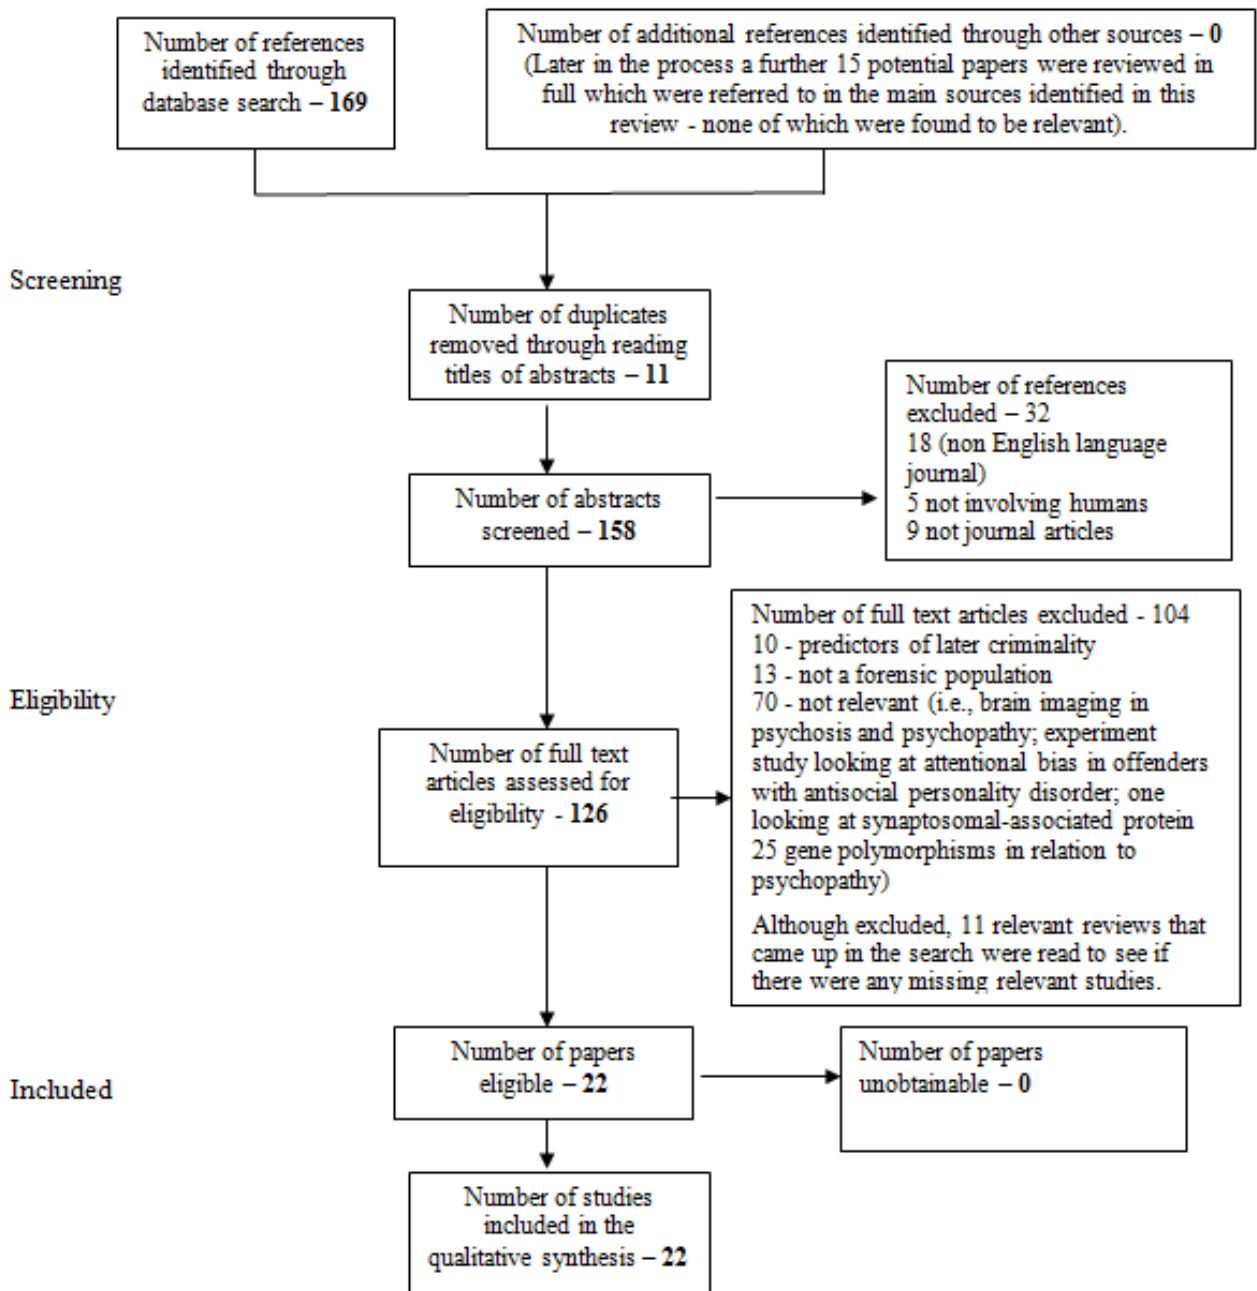 Number of references
identified through
database search – 169
Number of additional references identified through other sources – 0
(Later in the process a further 15 potential papers were reviewed in
full which were referred to in the main sources identified in this
review - none of which were found to be relevant).
Screening
Number of duplicates
removed through reading
titles of abstracts – 11
Number of references
excluded – 32
18 (non English language
journal)
5 not involving humans
9 not journal articles
Number of abstracts
screened – 158
Eligibility
Number of full text articles excluded - 104
10 - predictors of later criminality
13 - not a forensic population
70 - not relevant (i.e., brain imaging in
psychosis and psychopathy; experiment
study looking at attentional bias in offenders
with antisocial personality disorder; one
looking at synaptosomal-associated protein
25 gene polymorphisms in relation to
psychopathy)
Although excluded, 11 relevant reviews that
came up in the search were read to see if
there were any missing relevant studies.
Number of full text
articles assessed for
eligibility - 126
Included
Number of papers
eligible – 22
Number of papers
unobtainable – 0
Number of studies
included in the
qualitative synthesis – 22